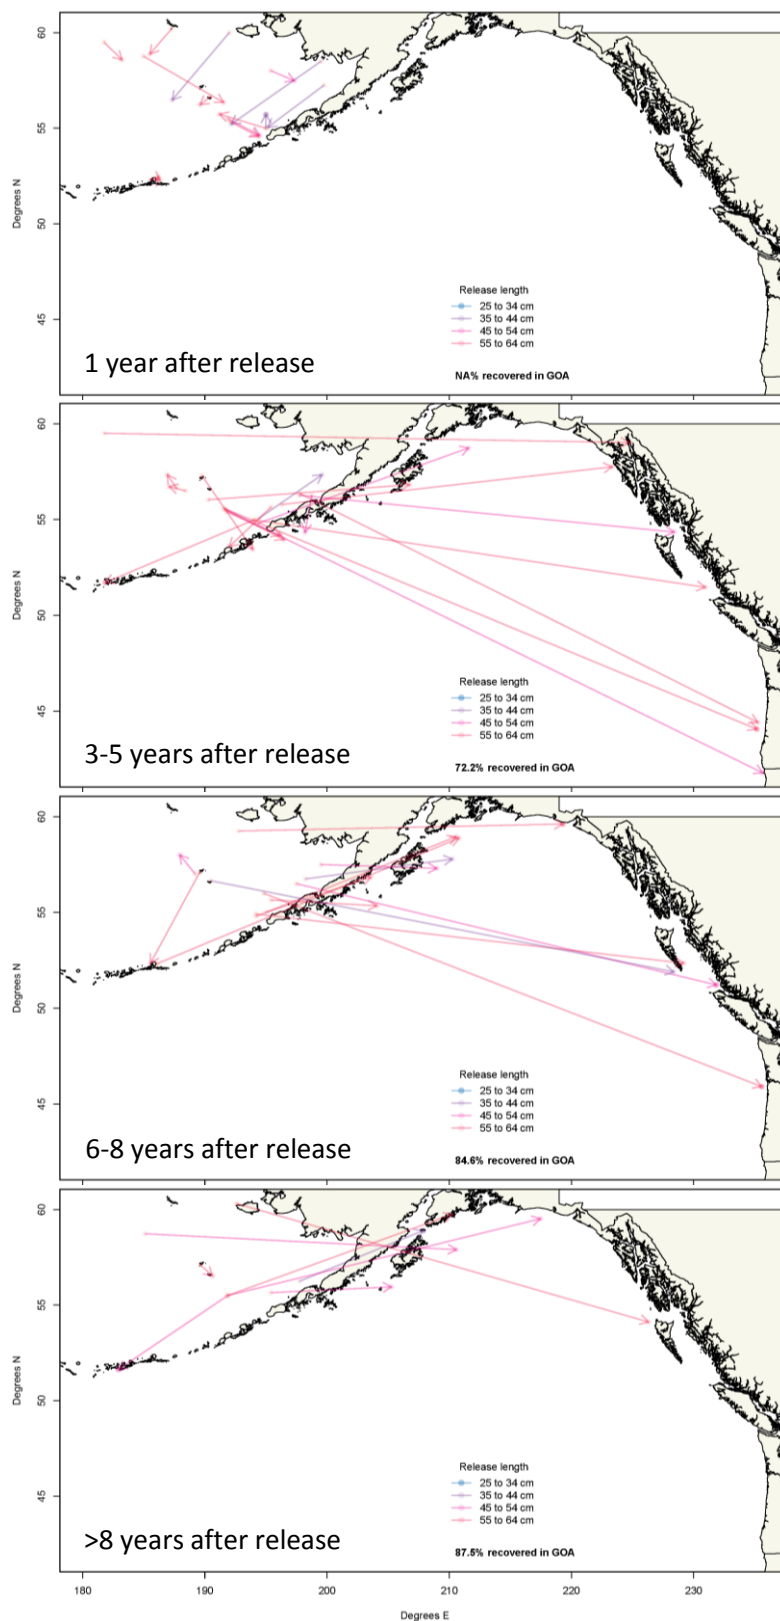 60
55
50
45
Degrees N
Release length
25 to 34 cm
35 to 44 cm
45 to 54 cm
55 to 64 cm
1 year after release
NA% recovered in GOA
60
55
50
45
Degrees N
Release length
25 to 34 cm
35 to 44 cm
45 to 54 cm
55 to 64 cm
3-5 years after release
72.2% recovered in GOA
60
55
50
45
Degrees N
Release length
25 to 34 cm
35 to 44 cm
45 to 54 cm
55 to 64 cm
6-8 years after release
84.6% recovered in GOA
60
55
50
45
Degrees N
Release length
25 to 34 cm
35 to 44 cm
45 to 54 cm
55 to 64 cm
>8 years after release
87.5% recovered in GOA
180 190 200 210 220 230
Degrees E